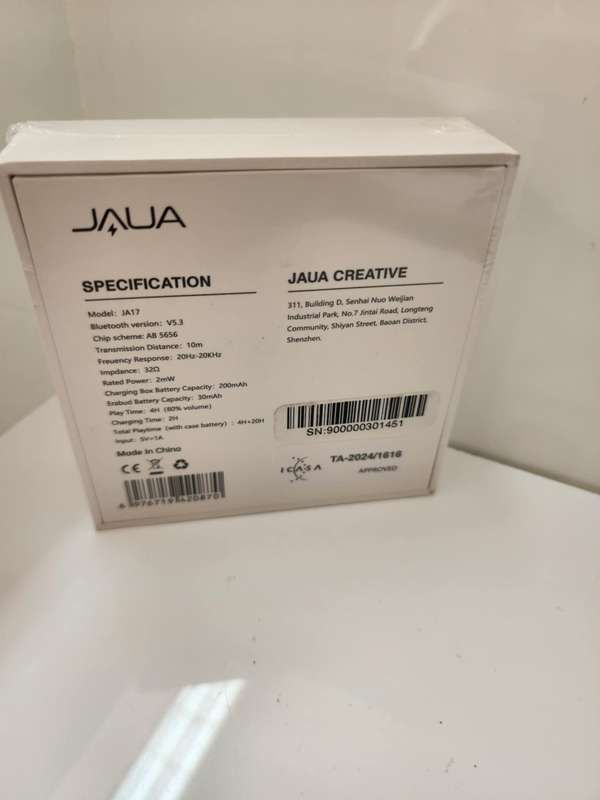 JAUA
SPECIFICATION
Model: JA17
Bluetooth version: V5.3
Chip scheme: AB 5656
Transmission Distance: 10m
Freuency Response: 20Hz-20KHz
Impdance: 32Ω
Rated Power: 2mW
Charging Box Battery Capacity: 200mAh
Erabud Battery Capacity: 30mAh
Play Time: 4H (80% volume)
Charging Time: 2H
Total Playtime (with case battery) : 4H+20H
Input: 5V⎓1A
Made In China
CE
6 976719 420870
JAUA CREATIVE
311, Building D, Senhai Nuo Weijian
Industrial Park, No.7 Jintai Road, Longteng
Community, Shiyan Street, Baoan District,
Shenzhen.
SN:900000301451
ICASA
TA-2024/1616
APPROVED